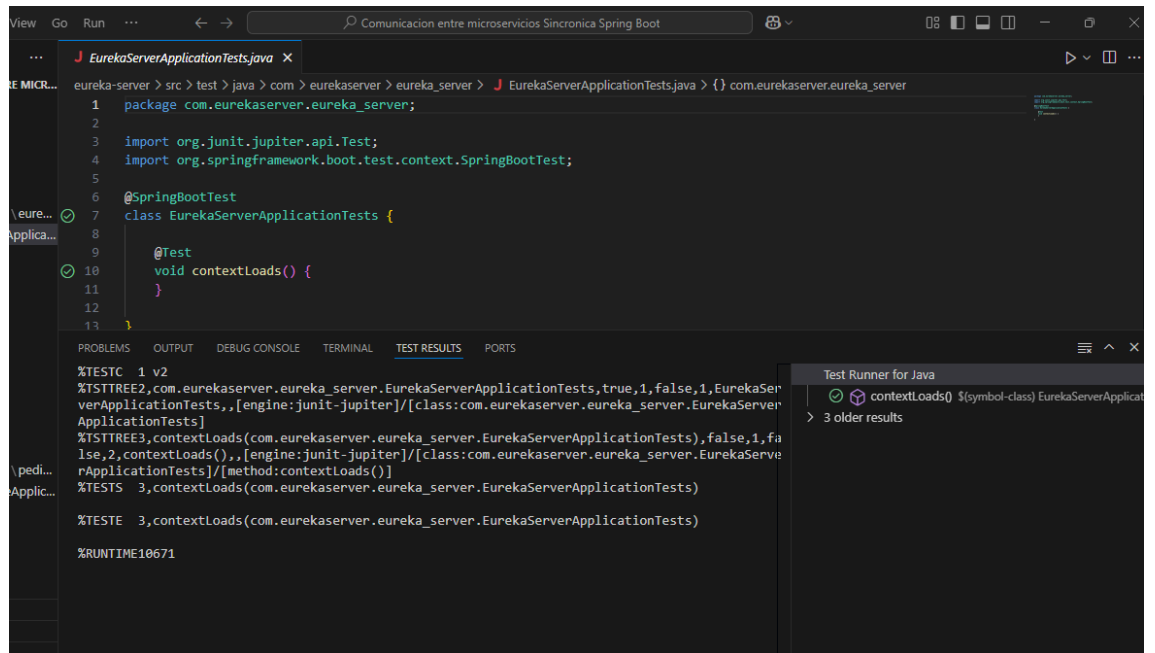 View Go Run ··· ← → Comunicacion entre microservicios Sincronica Spring Boot
··· J EurekaServerApplicationTests.java ×
RE MICR... eureka-server > src > test > java > com > eurekaserver > eureka_server > J EurekaServerApplicationTests.java > {} com.eurekaserver.eureka_server
1 package com.eurekaserver.eureka_server;
2
3 import org.junit.jupiter.api.Test;
4 import org.springframework.boot.test.context.SpringBootTest;
5
6 @SpringBootTest
\eure... 7 class EurekaServerApplicationTests {
Applica... 8
9 @Test
10 void contextLoads() {
11 }
12
13 }
PROBLEMS OUTPUT DEBUG CONSOLE TERMINAL TEST RESULTS PORTS
%TESTC 1 v2
%TSTTREE2,com.eurekaserver.eureka_server.EurekaServerApplicationTests,true,1,false,1,EurekaSer
verApplicationTests,,[engine:junit-jupiter]/[class:com.eurekaserver.eureka_server.EurekaServer
ApplicationTests]
%TSTTREE3,contextLoads(com.eurekaserver.eureka_server.EurekaServerApplicationTests),false,1,fa
lse,2,contextLoads(),,[engine:junit-jupiter]/[class:com.eurekaserver.eureka_server.EurekaServe
rApplicationTests]/[method:contextLoads()]
%TESTS 3,contextLoads(com.eurekaserver.eureka_server.EurekaServerApplicationTests)
%TESTE 3,contextLoads(com.eurekaserver.eureka_server.EurekaServerApplicationTests)
%RUNTIME10671
Test Runner for Java
contextLoads() $(symbol-class) EurekaServerApplicat
> 3 older results
\pedi...
eApplic...